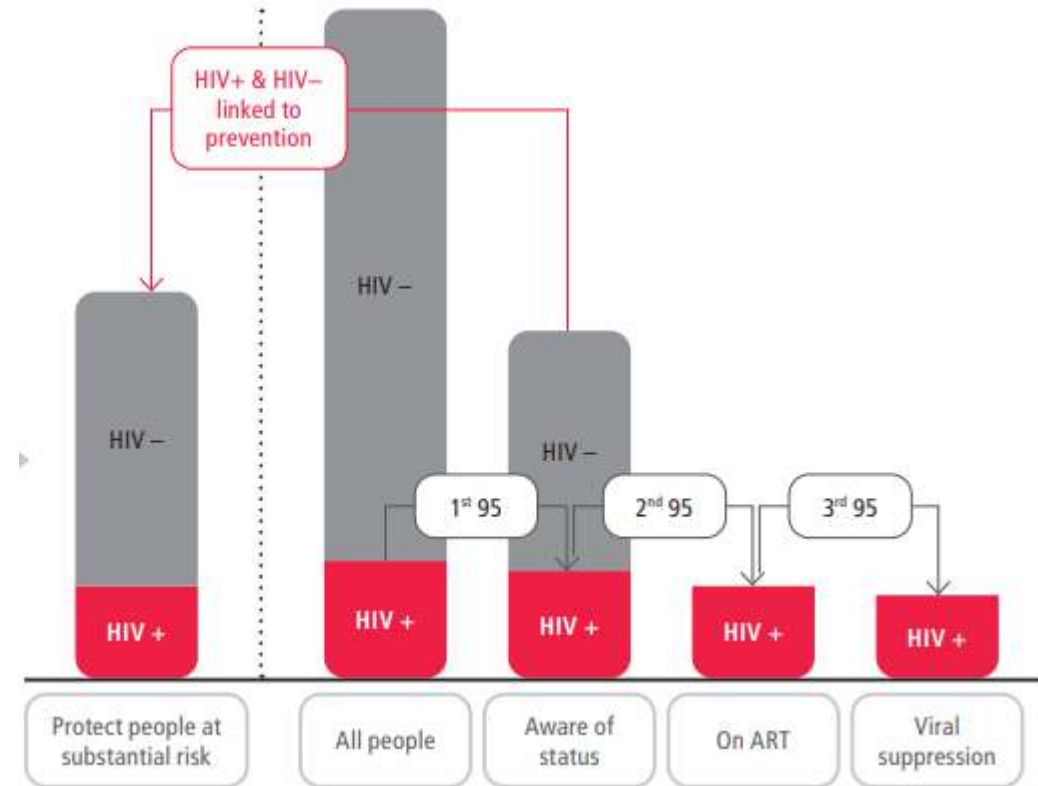 HIV+ & HIV–
linked to
prevention
HIV –
HIV –
HIV –
1st 95
2nd 95
3rd 95
HIV +
HIV +
HIV +
HIV +
HIV +
Protect people at
substantial risk
All people
Aware of
status
On ART
Viral
suppression